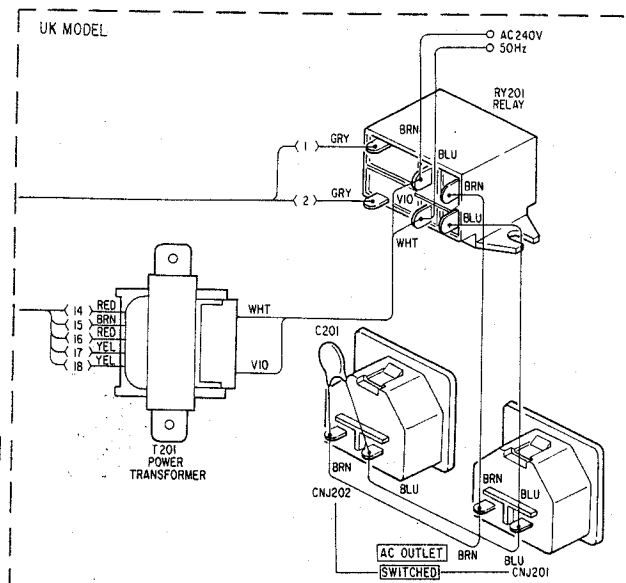 UK MODEL
AC 240V
50Hz
RY201
RELAY
BRN
BLU
1 GRY
BRN
2 GRY
VIO
BLU
WHT
14 RED
15 BRN
16 RED
17 YEL
18 YEL
WHT
VIO
T201
POWER
TRANSFORMER
C201
BRN
BLU
CNJ202
BRN
BLU
AC OUTLET
BRN
BLU
SWITCHED
CNJ201